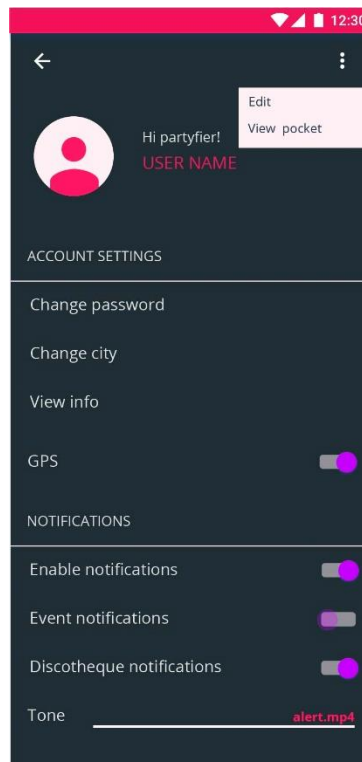 12:30
Edit
View pocket
Hi partyfier!
USER NAME
ACCOUNT SETTINGS
Change password
Change city
View info
GPS
NOTIFICATIONS
Enable notifications
Event notifications
Discotheque notifications
Tone alert.mp4